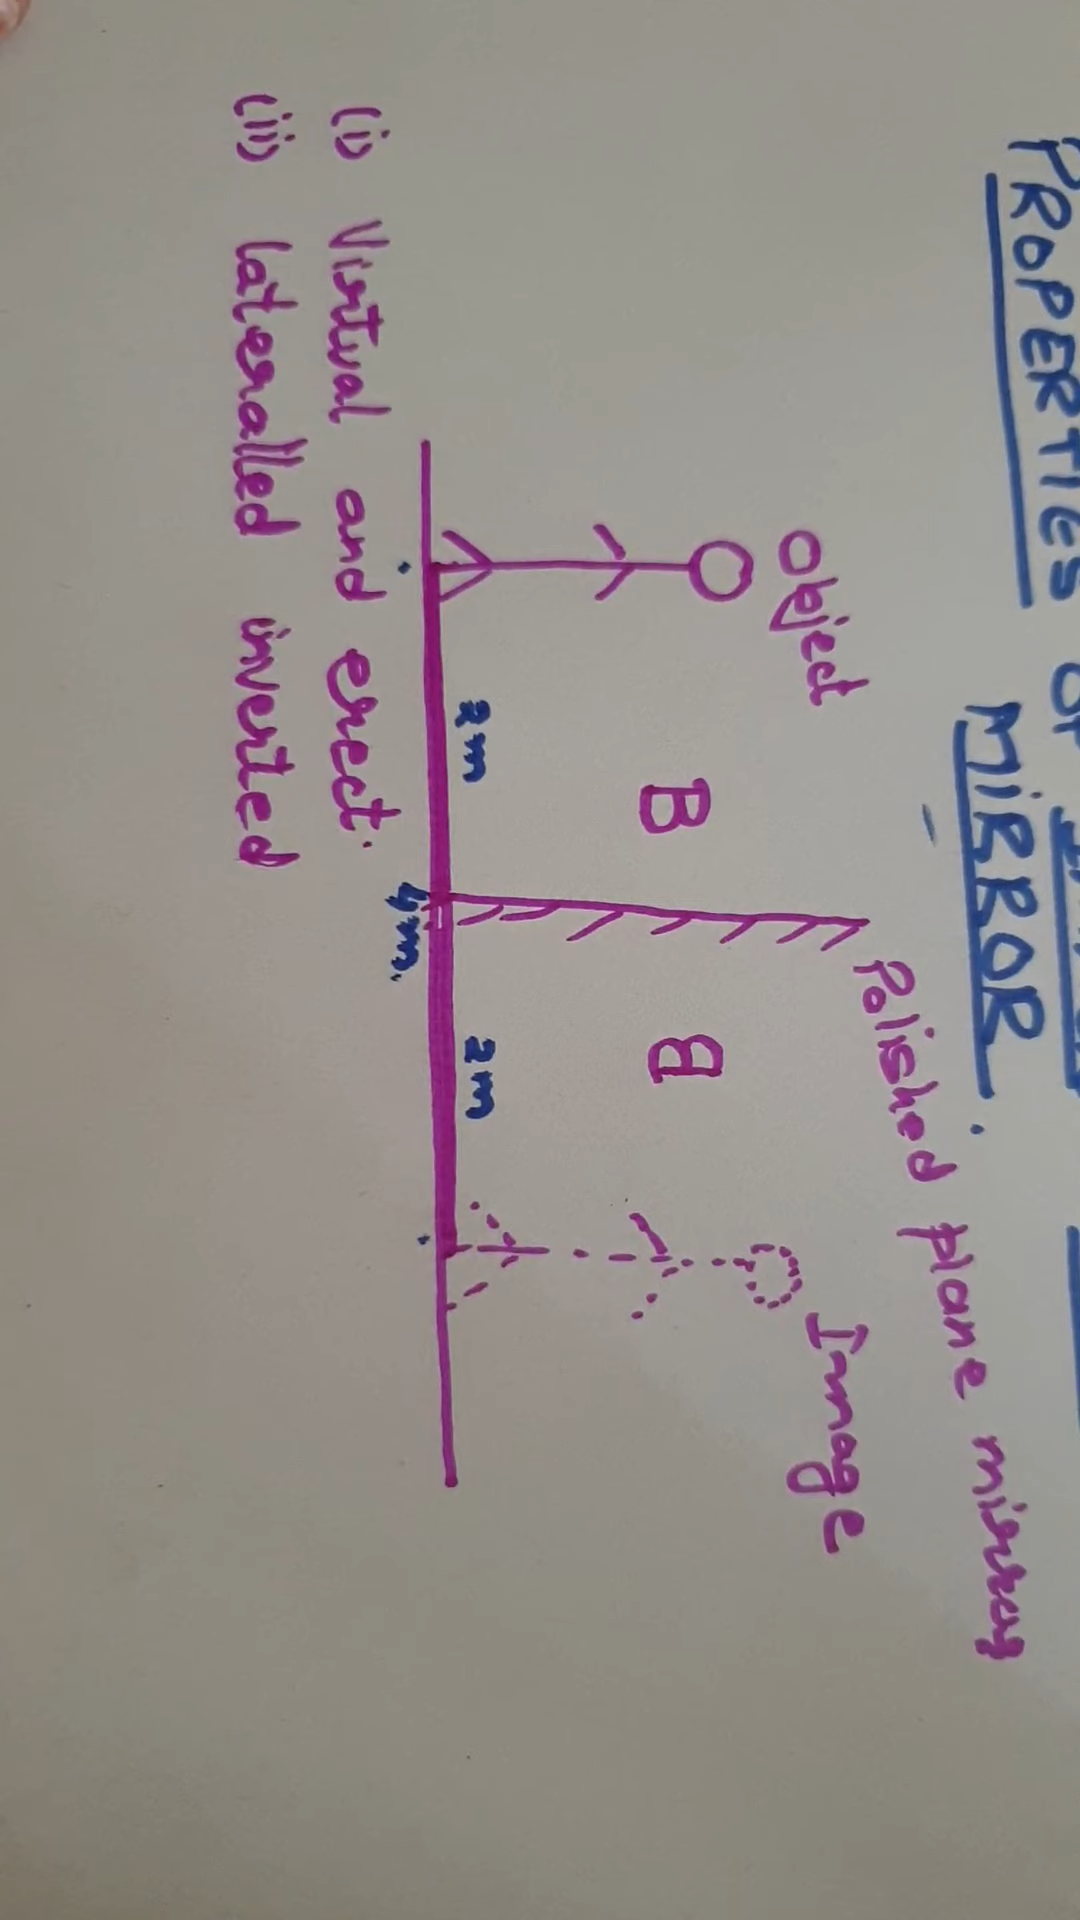 PROPERTIES OF
MIRROR.
Object
Polished plane mirror
Image
B
B
2m
2m
4m.
(i) Virtual and erect.
(ii) lateralled inverted